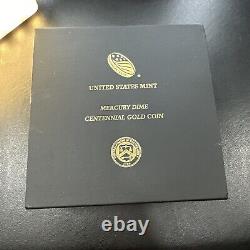 UNITED STATES MINT
MERCURY DIME
CENTENNIAL GOLD COIN